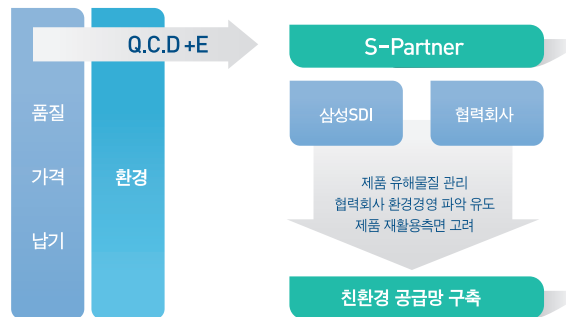 Q.C.D +E
품질
가격
납기
환경
S-Partner
삼성SDI
협력회사
제품 유해물질 관리
협력회사 환경경영 파악 유도
제품 재활용측면 고려
친환경 공급망 구축